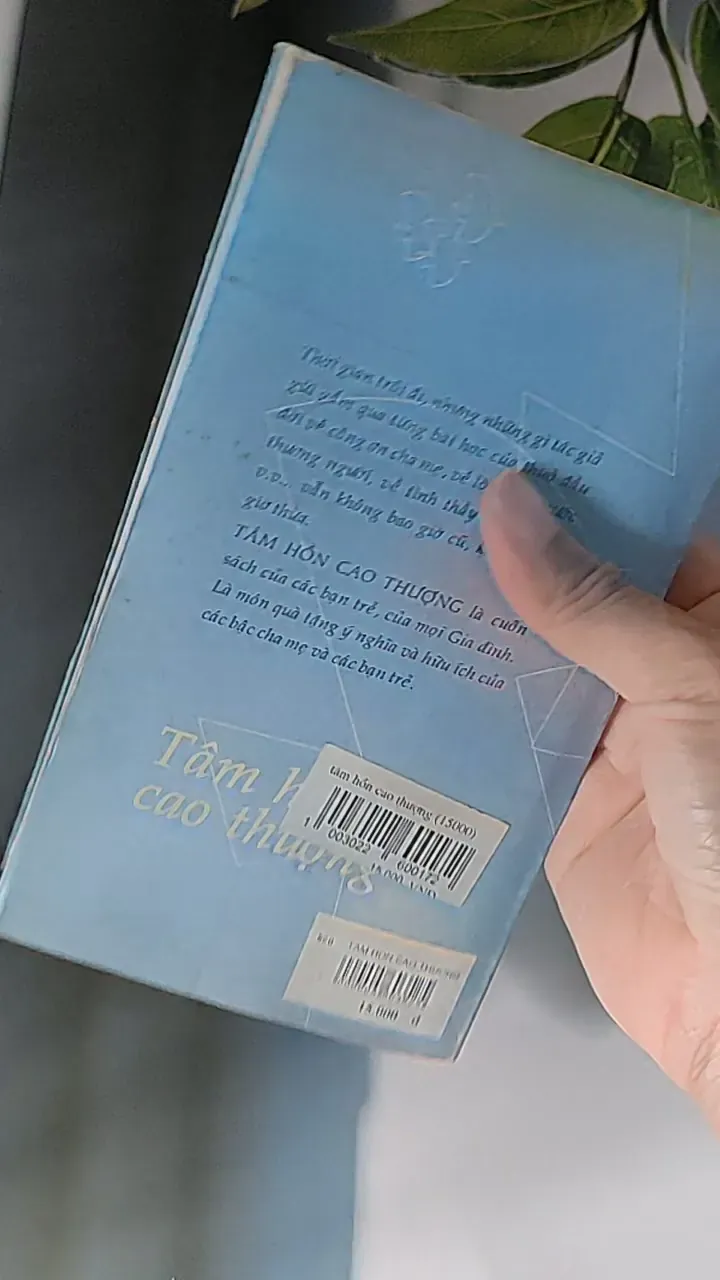 Thời gian trôi đi, nhưng những gì tác giả
gửi gắm qua từng bài học của thuở đầu
đời về công ơn cha mẹ, về
thương người, về tình thầy
v.v... vẫn không bao giờ cũ,
giờ thừa.
TÂM HỒN CAO THƯỢNG là cuốn
sách của các bạn trẻ, của mọi Gia đình.
Là món quà tặng ý nghĩa và hữu ích của
các bậc cha mẹ và các bạn trẻ.
Tâm
cao thượng
tâm hồn cao thượng (15000)
1 003022 600172
15.000 VND
TAM HON CAO THUONG
15.000 đ